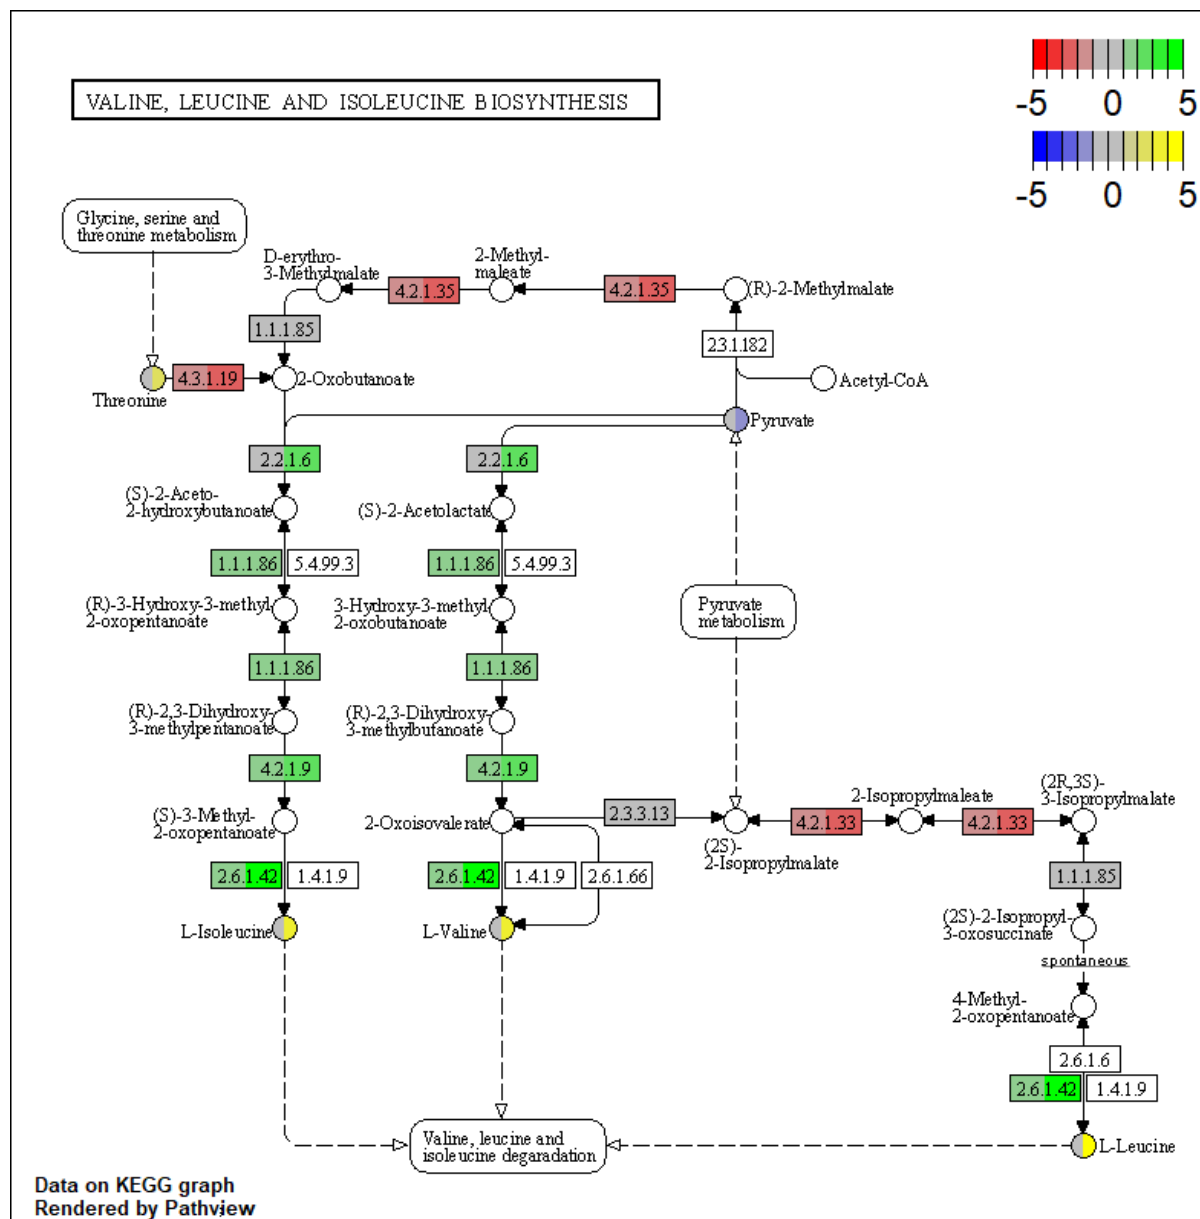 -5 0 5
-5 0 5
VALINE, LEUCINE AND ISOLEUCINE BIOSYNTHESIS
Glycine, serine and
threonine metabolism
D-erythro-
3-Methylmalate
4.2.1.35
2-Methyl-
maleate
4.2.1.35
(R)-2-Methylmalate
1.1.1.85
2.3.1.182
Threonine
4.3.1.19
2-Oxobutanoate
Acetyl-CoA
Pyruvate
2.2.1.6
2.2.1.6
(S)-2-Aceto-
2-hydroxybutanoate
(S)-2-Acetolactate
1.1.1.86
5.4.99.3
1.1.1.86
5.4.99.3
(R)-3-Hydroxy-3-methyl
2-oxopentanoate
3-Hydroxy-3-methyl
2-oxobutanoate
Pyruvate
metabolism
1.1.1.86
1.1.1.86
(R)-2,3-Dihydroxy-
3-methylpentanoate
(R)-2,3-Dihydroxy-
3-methylbutanoate
4.2.1.9
4.2.1.9
(S)-3-Methyl-
2-oxopentanoate
2-Oxoisovalerate
2.3.3.13
(2S)-
2-Isopropylmalate
4.2.1.33
2-Isopropylmaleate
4.2.1.33
(2R,3S)-
3-Isopropylmalate
2.6.1.42
1.4.1.9
2.6.1.42
1.4.1.9
2.6.1.66
1.1.1.85
L-Isoleucine
L-Valine
(2S)-2-Isopropyl-
3-oxosuccinate
spontaneous
4-Methyl-
2-oxopentanoate
2.6.1.6
2.6.1.42
1.4.1.9
Valine, leucine and
isoleucine degradation
L-Leucine
Data on KEGG graph
Rendered by Pathview